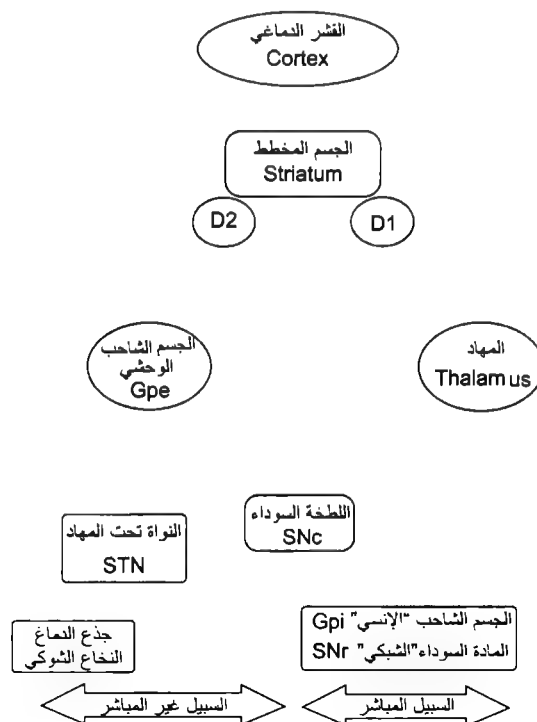 القشر الدماغي
Cortex
الجسم المخطط
Striatum
D2
D1
الجسم الشاحب
الوحشي
Gpe
المهاد
Thalamus
اللطخة السوداء
SNc
النواة تحت المهاد
STN
الجسم الشاحب "الإنسي" Gpi
المادة السوداء"الشبكي" SNr
جذع الدماغ
النخاع الشوكي
السبيل غير المباشر
السبيل المباشر